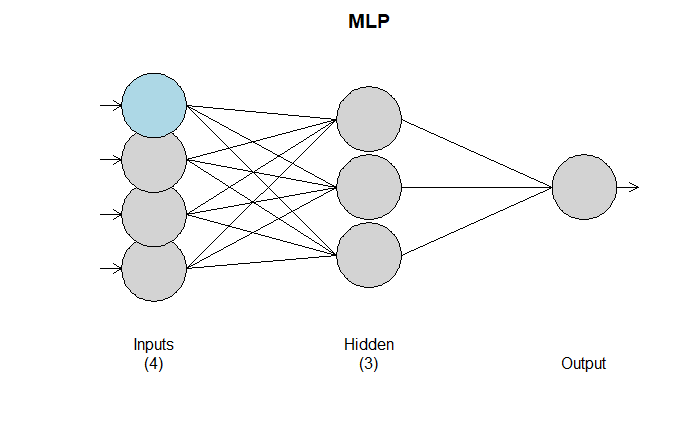 MLP
Inputs
(4)
Hidden
(3)
Output